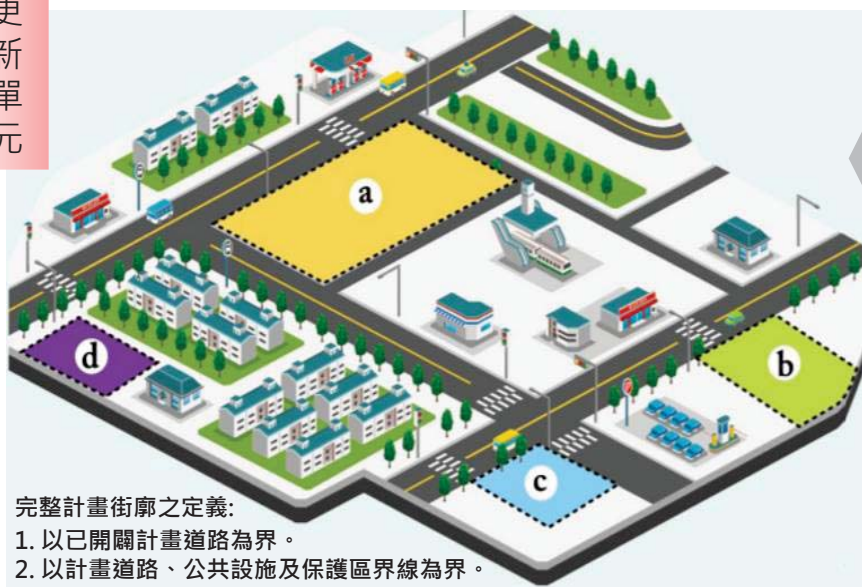 更
新
單
元
a
b
c
d
完整計畫街廓之定義:
1. 以已開闢計畫道路為界。
2. 以計畫道路、公共設施及保護區界線為界。